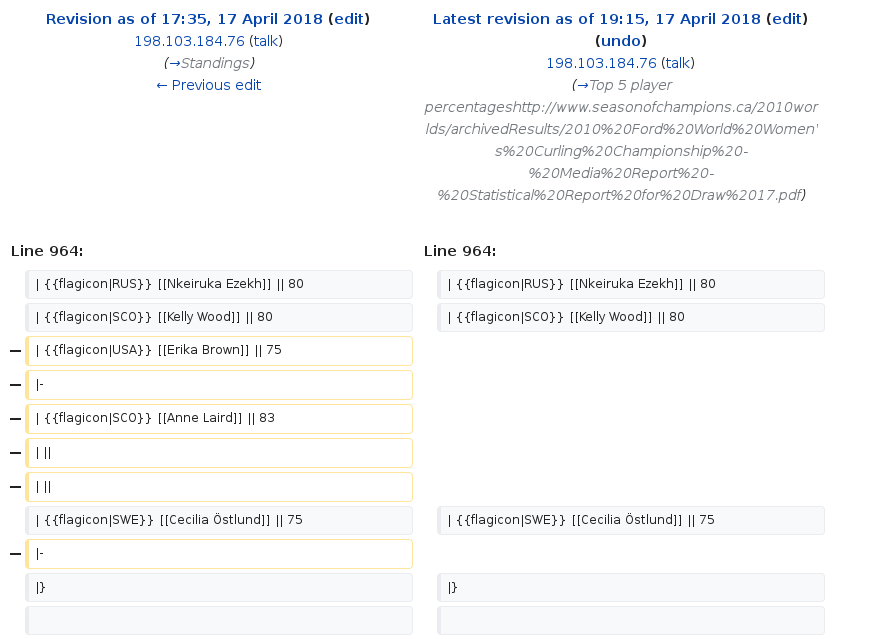 Revision as of 17:35, 17 April 2018 (edit)
198.103.184.76 (talk)
(→Standings)
← Previous edit
Latest revision as of 19:15, 17 April 2018 (edit)
(undo)
198.103.184.76 (talk)
(→Top 5 player
percentageshttp://www.seasonofchampions.ca/2010wor
lds/archivedResults/2010%20Ford%20World%20Women'
s%20Curling%20Championship%20-
%20Media%20Report%20-
%20Statistical%20Report%20for%20Draw%2017.pdf)
Line 964:
Line 964:
| {{flagicon|RUS}} [[Nkeiruka Ezekh]] || 80
| {{flagicon|RUS}} [[Nkeiruka Ezekh]] || 80
| {{flagicon|SCO}} [[Kelly Wood]] || 80
| {{flagicon|SCO}} [[Kelly Wood]] || 80
− | {{flagicon|USA}} [[Erika Brown]] || 75
− |-
− | {{flagicon|SCO}} [[Anne Laird]] || 83
− | ||
− | ||
| {{flagicon|SWE}} [[Cecilia Östlund]] || 75
| {{flagicon|SWE}} [[Cecilia Östlund]] || 75
− |-
|}
|}